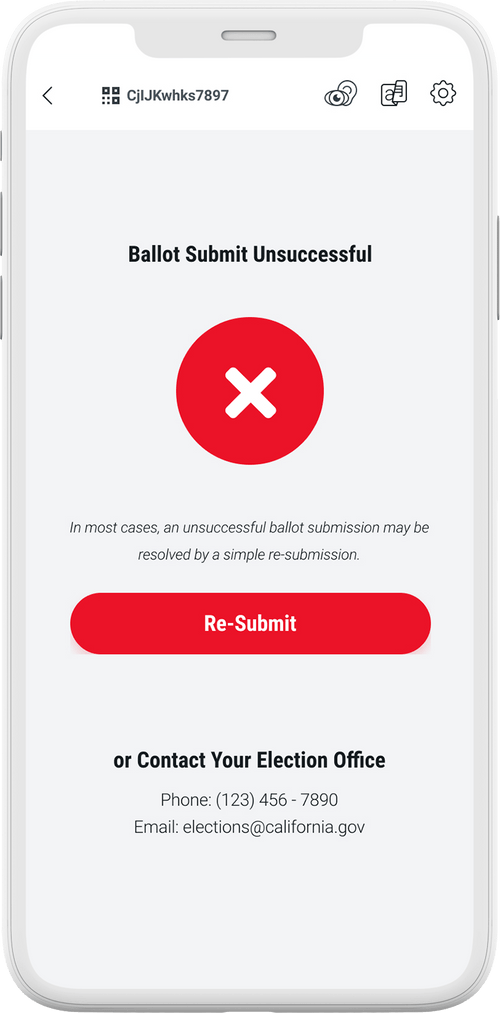 CjIJKwhks7897
Ballot Submit Unsuccessful
In most cases, an unsuccessful ballot submission may be
resolved by a simple re-submission.
Re-Submit
or Contact Your Election Office
Phone: (123) 456 - 7890
Email: elections@california.gov